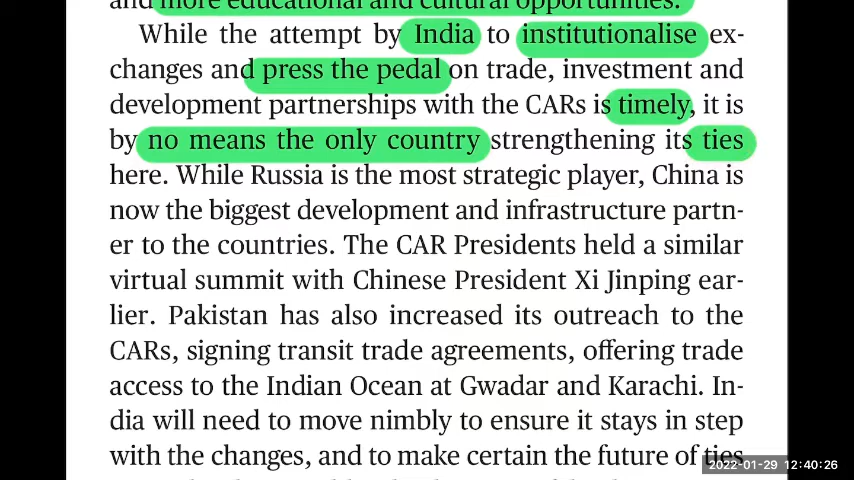 and more educational and cultural opportunities.
While the attempt by India to institutionalise ex-
changes and press the pedal on trade, investment and
development partnerships with the CARs is timely, it is
by no means the only country strengthening its ties
here. While Russia is the most strategic player, China is
now the biggest development and infrastructure partn-
er to the countries. The CAR Presidents held a similar
virtual summit with Chinese President Xi Jinping ear-
lier. Pakistan has also increased its outreach to the
CARs, signing transit trade agreements, offering trade
access to the Indian Ocean at Gwadar and Karachi. In-
dia will need to move nimbly to ensure it stays in step
with the changes, and to make certain the future of ties
2022-01-29 12:40:26